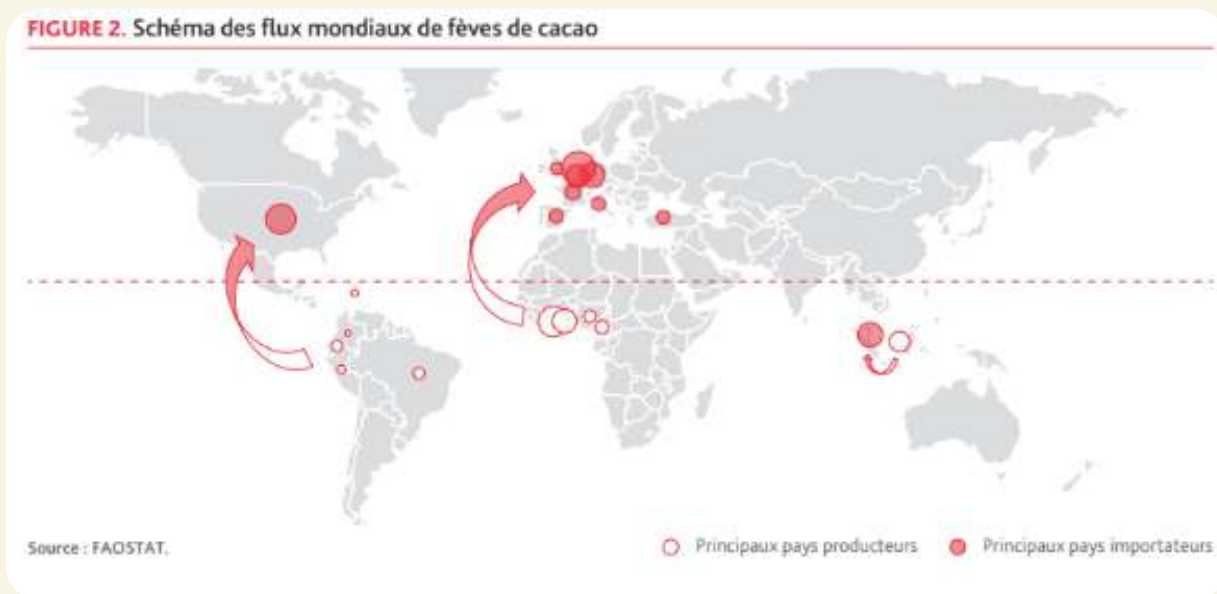 FIGURE 2. Schéma des flux mondiaux de fèves de cacao
Source : FAOSTAT.
Principaux pays producteurs
Principaux pays importateurs